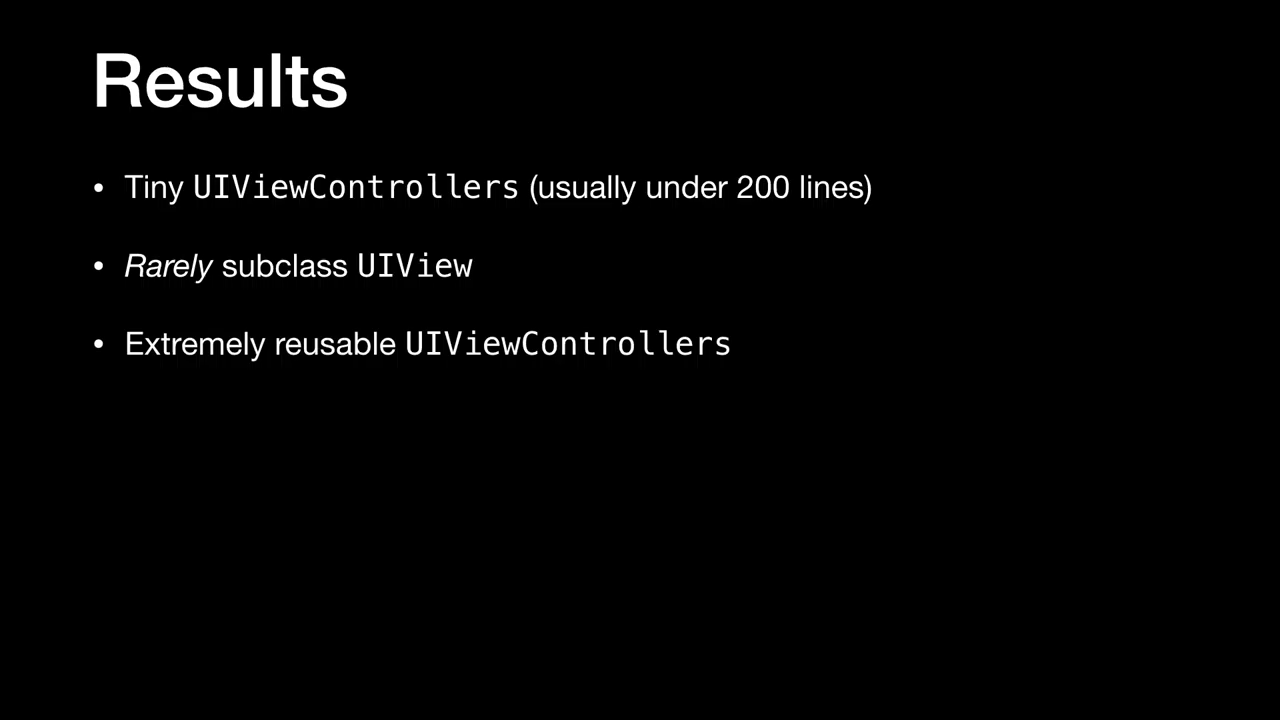 Results
• Tiny UIViewControllers (usually under 200 lines)
• Rarely subclass UIView
• Extremely reusable UIViewControllers